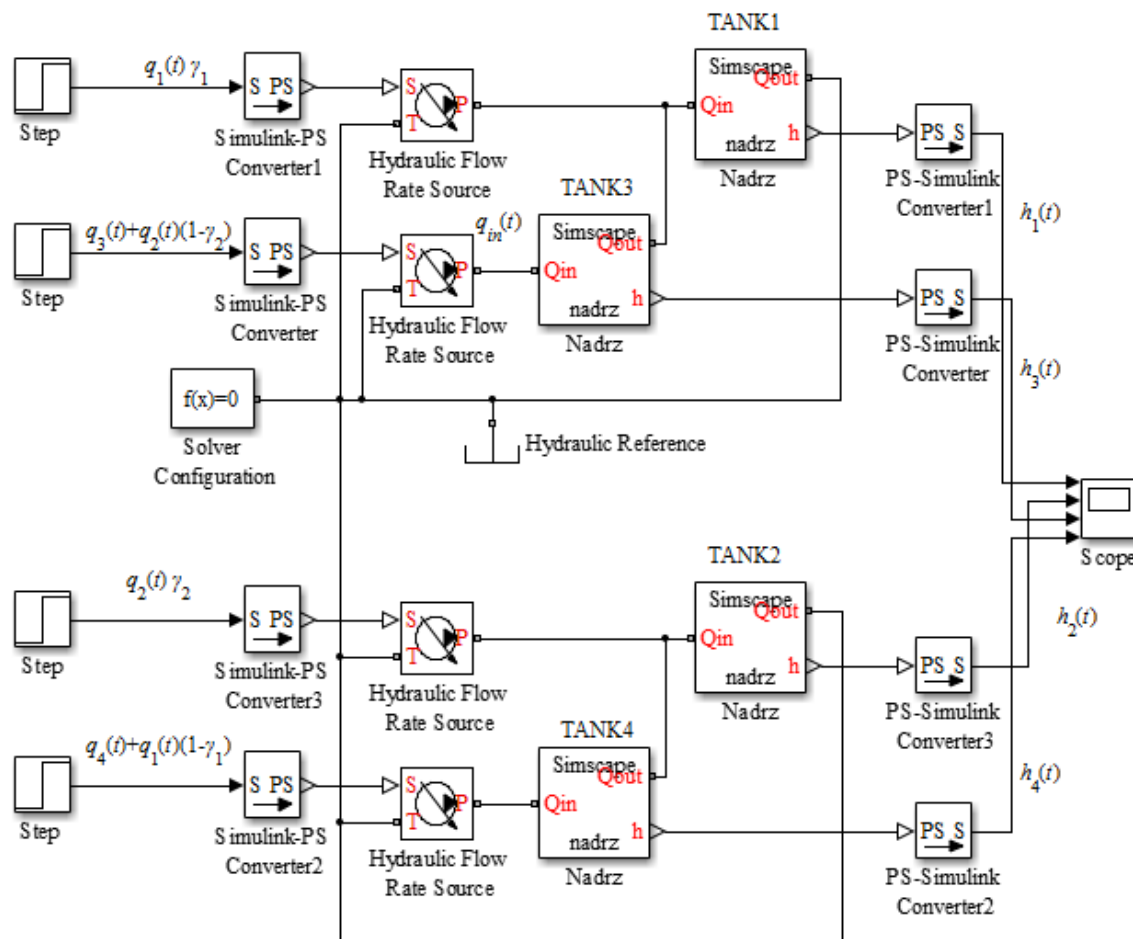 TANK1
q1(t) γ1
S PS
Simulink-PS
Converter1
Step
S
P
T
Hydraulic Flow
Rate Source
Simscape
Qout
Qin
h
nadrz
Nadrz
PS S
PS-Simulink
Converter1
h1(t)
TANK3
q3(t)+q2(t)(1-γ2)
S PS
Simulink-PS
Converter
Step
S
P
T
Hydraulic Flow
Rate Source
qin(t)
Simscape
Qout
Qin
h
nadrz
Nadrz
PS S
PS-Simulink
Converter
h3(t)
f(x)=0
Solver
Configuration
Hydraulic Reference
Scope
TANK2
q2(t) γ2
S PS
Simulink-PS
Converter3
Step
S
P
T
Hydraulic Flow
Rate Source
Simscape
Qout
Qin
h
nadrz
Nadrz
PS S
PS-Simulink
Converter3
h2(t)
TANK4
q4(t)+q1(t)(1-γ1)
S PS
Simulink-PS
Converter2
Step
S
P
T
Hydraulic Flow
Rate Source
Simscape
Qout
Qin
h
nadrz
Nadrz
PS S
PS-Simulink
Converter2
h4(t)